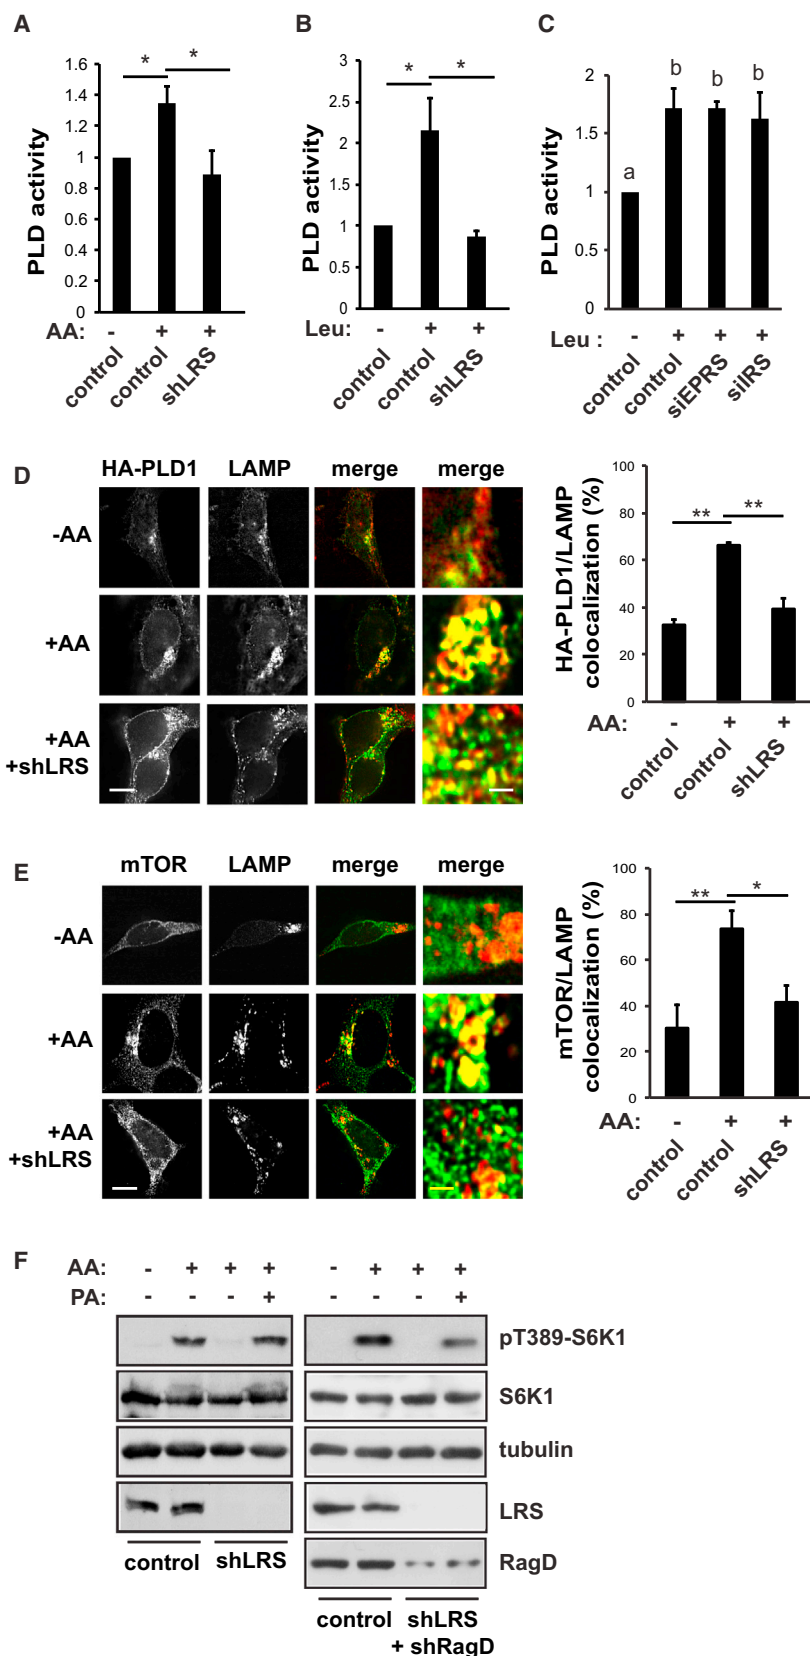 A
PLD activity
1.6
1.4
1.2
1
0.8
0.6
0.4
0.2
0
* *
AA: - + +
control control shLRS
B
PLD activity
3
2.5
2
1.5
1
0.5
0
* *
Leu: - + +
control control shLRS
C
PLD activity
2
1.5
1
0.5
0
a b b b
Leu : - + + +
control control siEPRS siIRS
D
HA-PLD1 LAMP merge merge
-AA
+AA
+AA
+shLRS
HA-PLD1/LAMP
colocalization (%)
100
80
60
40
20
0
** **
AA: - + +
control control shLRS
E
mTOR LAMP merge merge
-AA
+AA
+AA
+shLRS
mTOR/LAMP
colocalization (%)
100
80
60
40
20
0
** *
AA: - + +
control control shLRS
F
AA: - + + + - + + +
PA: - - - + - - - +
pT389-S6K1
S6K1
tubulin
LRS
RagD
control shLRS
control shLRS
+ shRagD